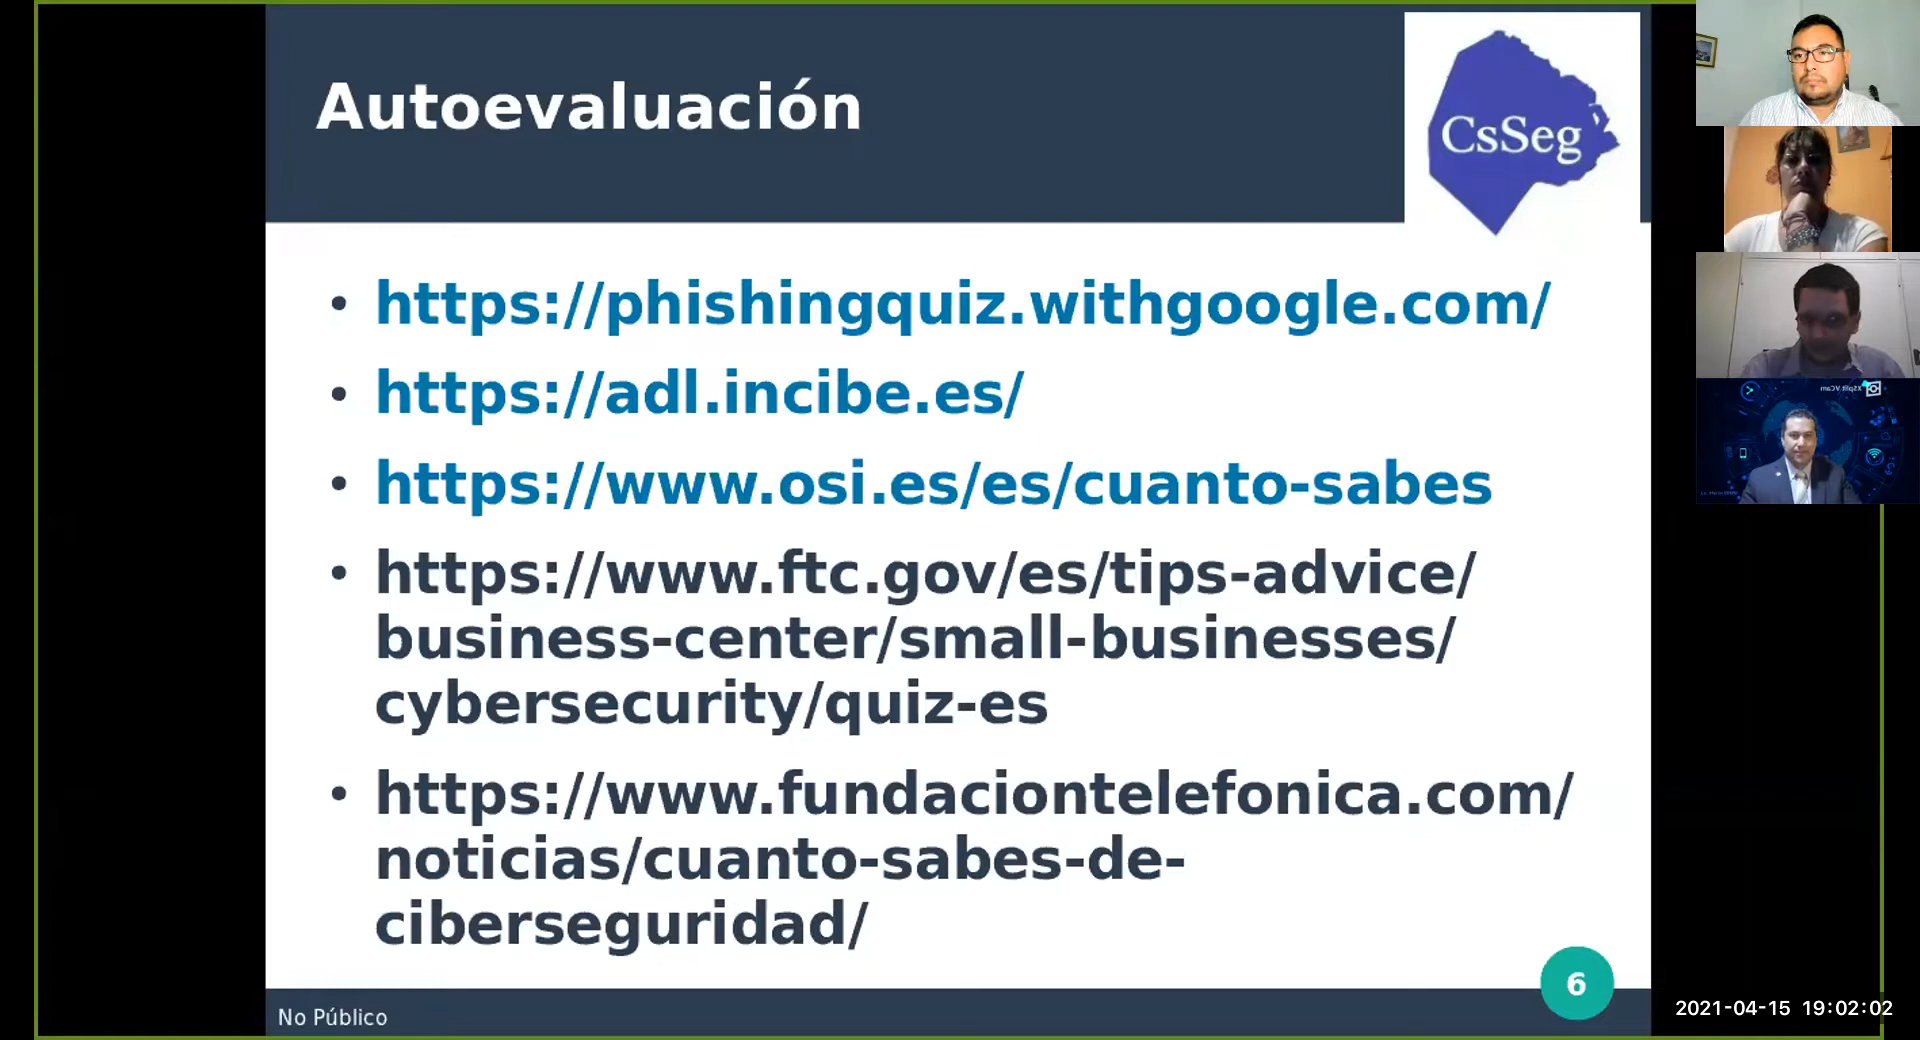 Autoevaluación
CsSeg
• https://phishingquiz.withgoogle.com/
• https://adl.incibe.es/
• https://www.osi.es/es/cuanto-sabes
• https://www.ftc.gov/es/tips-advice/
business-center/small-businesses/
cybersecurity/quiz-es
• https://www.fundaciontelefonica.com/
noticias/cuanto-sabes-de-
ciberseguridad/
6
No Público
XSplit VCam
2021-04-15 19:02:02